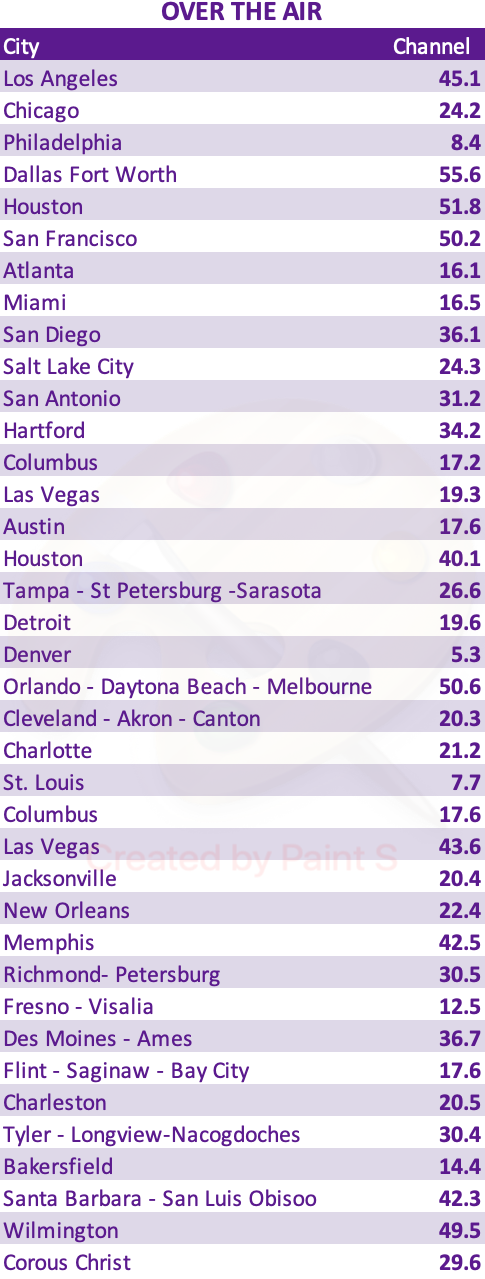 OVER THE AIR
City Channel
Los Angeles 45.1
Chicago 24.2
Philadelphia 8.4
Dallas Fort Worth 55.6
Houston 51.8
San Francisco 50.2
Atlanta 16.1
Miami 16.5
San Diego 36.1
Salt Lake City 24.3
San Antonio 31.2
Hartford 34.2
Columbus 17.2
Las Vegas 19.3
Austin 17.6
Houston 40.1
Tampa - St Petersburg -Sarasota 26.6
Detroit 19.6
Denver 5.3
Orlando - Daytona Beach - Melbourne 50.6
Cleveland - Akron - Canton 20.3
Charlotte 21.2
St. Louis 7.7
Columbus 17.6
Las Vegas 43.6
Created by Paint S
Jacksonville 20.4
New Orleans 22.4
Memphis 42.5
Richmond- Petersburg 30.5
Fresno - Visalia 12.5
Des Moines - Ames 36.7
Flint - Saginaw - Bay City 17.6
Charleston 20.5
Tyler - Longview-Nacogdoches 30.4
Bakersfield 14.4
Santa Barbara - San Luis Obisoo 42.3
Wilmington 49.5
Corous Christ 29.6